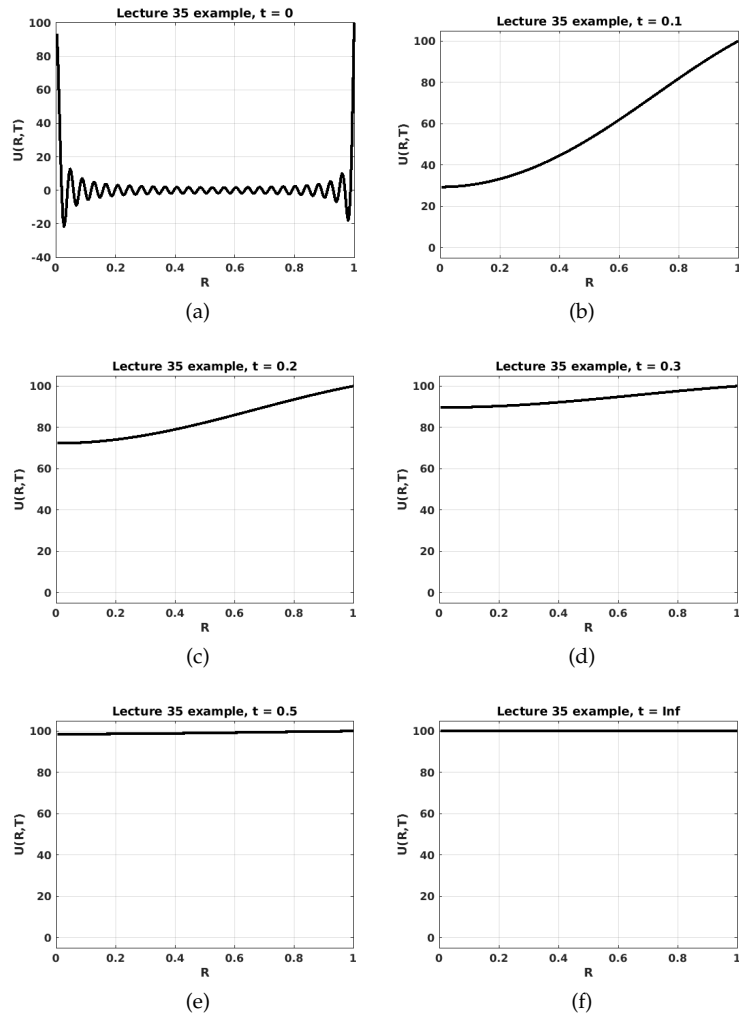 Lecture 35 example, t = 0
100
80
60
40
20
0
-20
-40
U(R,T)
0 0.2 0.4 0.6 0.8 1
R
(a)
Lecture 35 example, t = 0.1
100
80
60
40
20
0
U(R,T)
0 0.2 0.4 0.6 0.8 1
R
(b)
Lecture 35 example, t = 0.2
100
80
60
40
20
0
U(R,T)
0 0.2 0.4 0.6 0.8 1
R
(c)
Lecture 35 example, t = 0.3
100
80
60
40
20
0
U(R,T)
0 0.2 0.4 0.6 0.8 1
R
(d)
Lecture 35 example, t = 0.5
100
80
60
40
20
0
U(R,T)
0 0.2 0.4 0.6 0.8 1
R
(e)
Lecture 35 example, t = Inf
100
80
60
40
20
0
U(R,T)
0 0.2 0.4 0.6 0.8 1
R
(f)